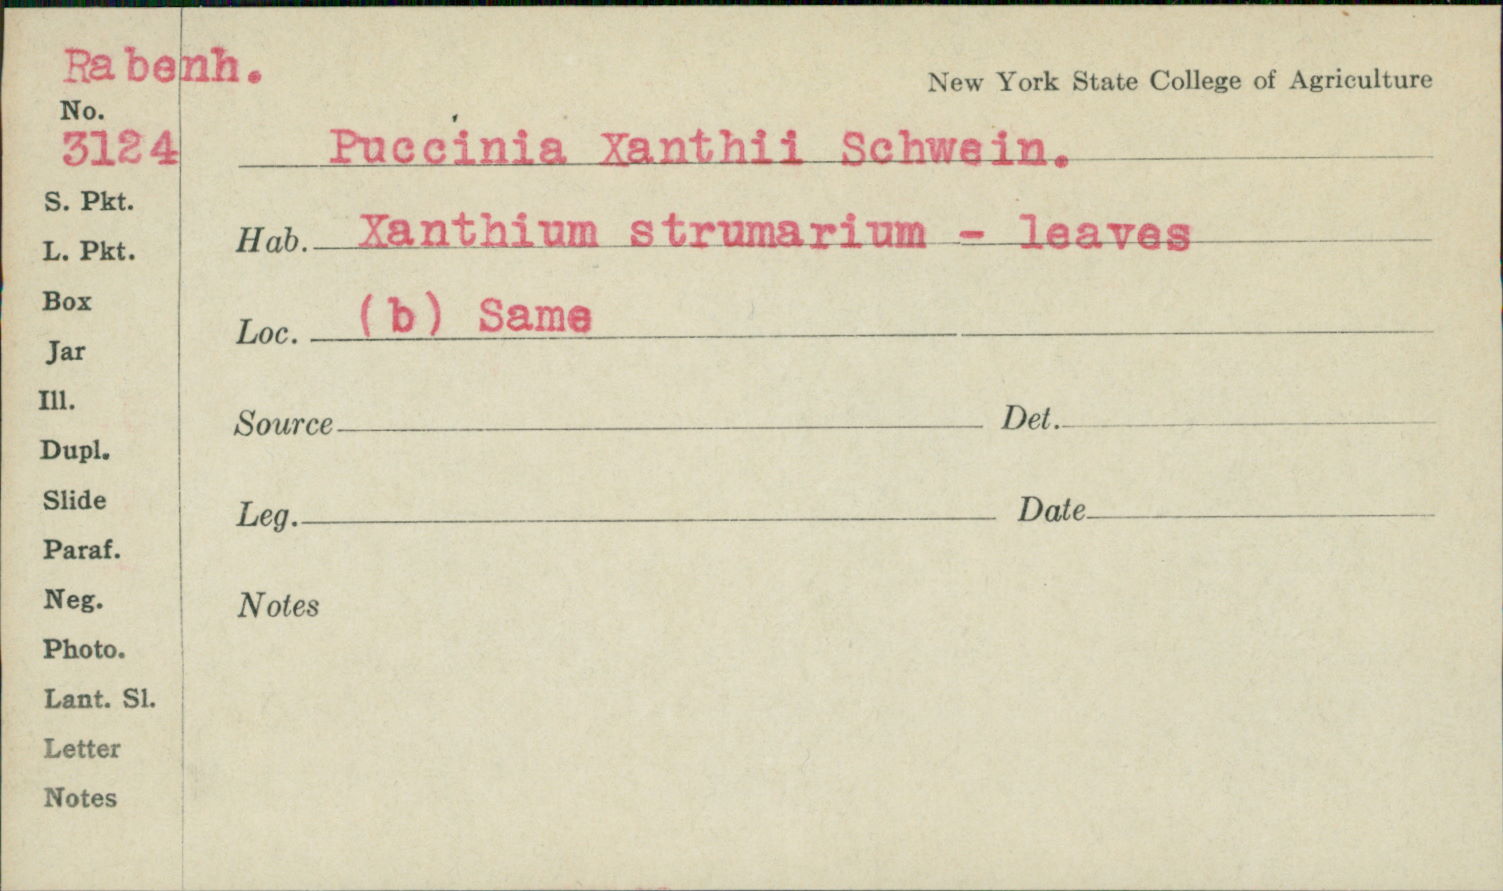 Rabenh.
New York State College of Agriculture
No.
3124
Puccinia Xanthii Schwein.
S. Pkt.
Hab. Xanthium strumarium - leaves
L. Pkt.
Box
Loc. (b) Same
Jar
Ill.
Source Det.
Dupl.
Slide
Leg. Date
Paraf.
Neg.
Notes
Photo.
Lant. Sl.
Letter
Notes